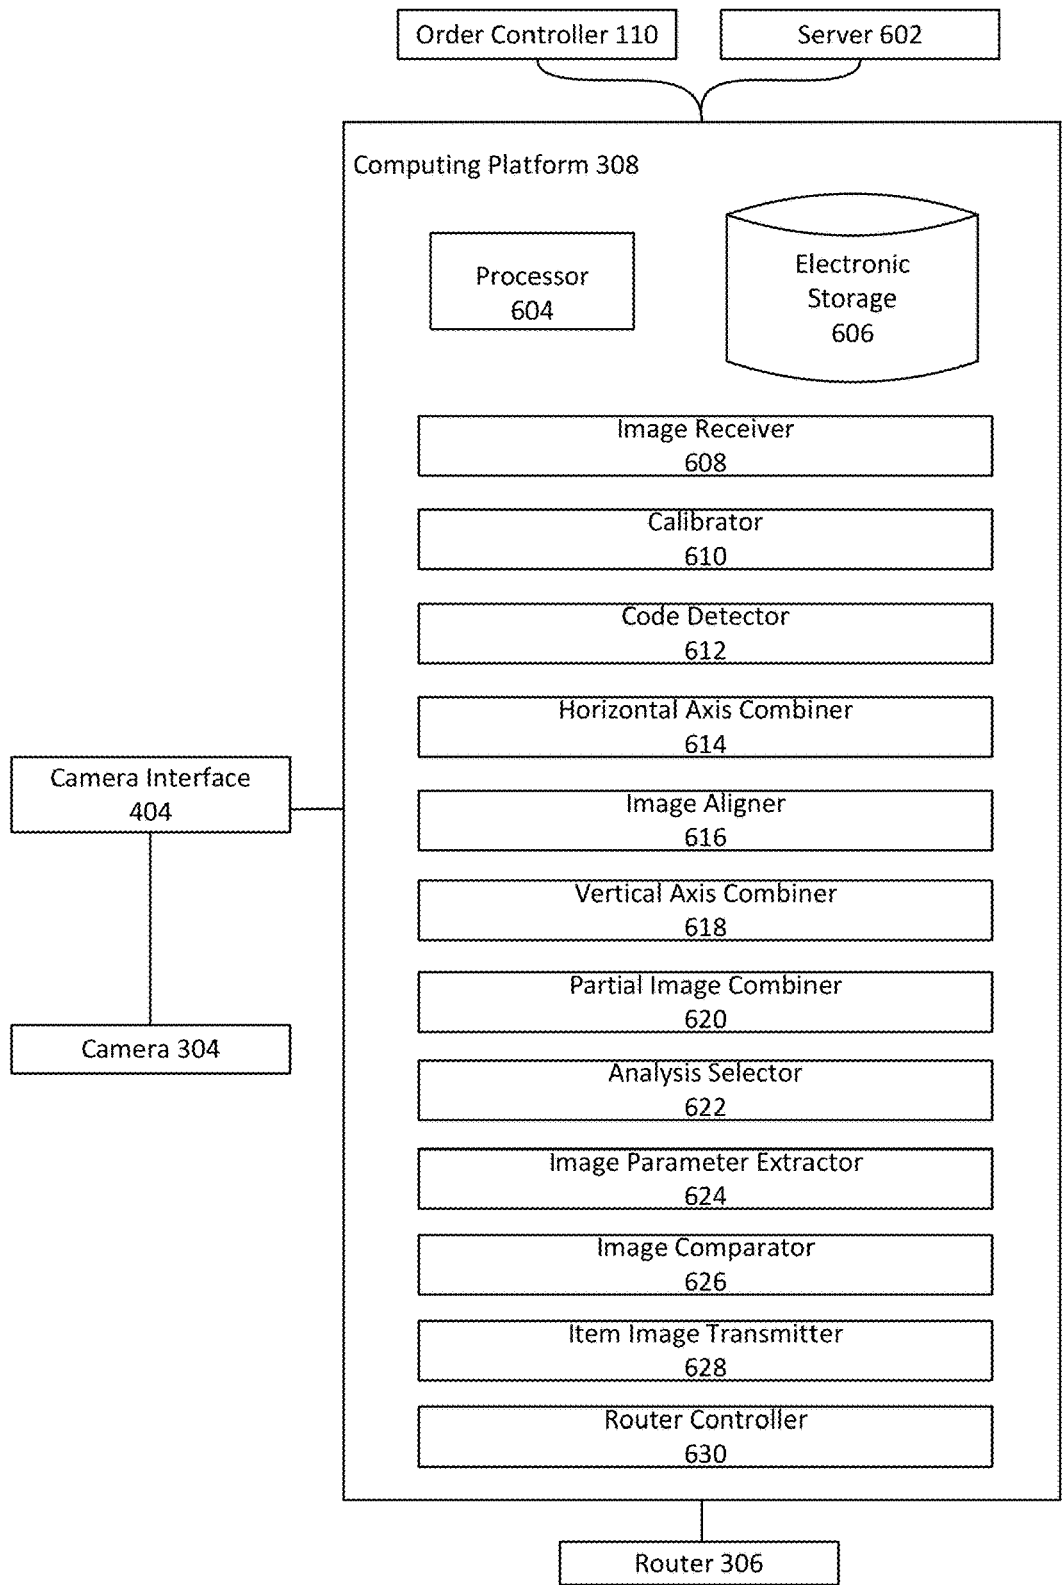 Order Controller 110
Server 602
Computing Platform 308
Processor
604
Electronic
Storage
606
Image Receiver
608
Calibrator
610
Code Detector
612
Horizontal Axis Combiner
614
Camera Interface
404
Image Aligner
616
Vertical Axis Combiner
618
Partial Image Combiner
620
Camera 304
Analysis Selector
622
Image Parameter Extractor
624
Image Comparator
626
Item Image Transmitter
628
Router Controller
630
Router 306